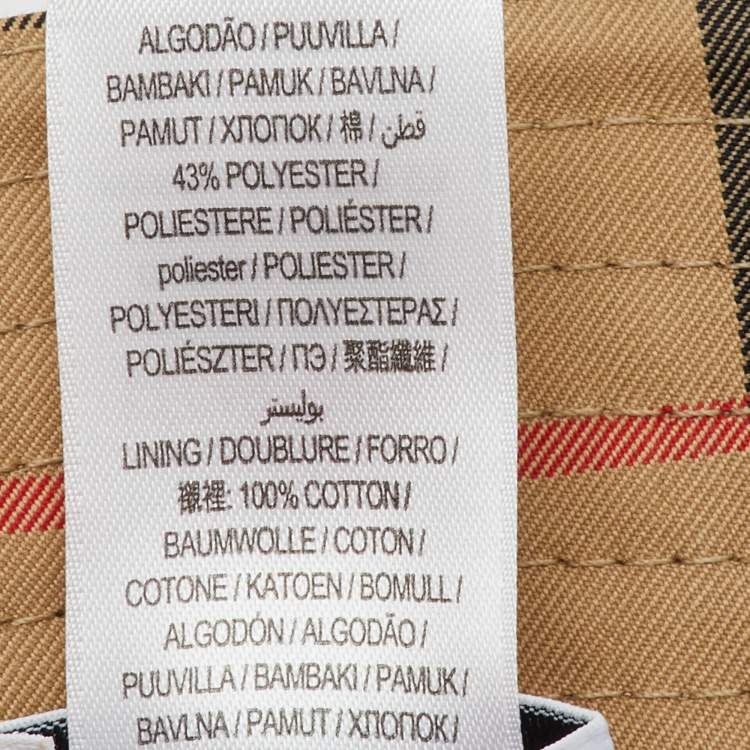 ALGODÃO / PUUVILLA /
BAMBAKI / PAMUK / BAVLNA /
PAMUT / ХЛОПОК / 棉 / قطن
43% POLYESTER /
POLIESTERE / POLIÉSTER /
poliester / POLIESTER /
POLYESTERI / ΠΟΛΥΕΣΤΕΡΑΣ /
POLIÉSZTER / ПЭ / 聚酯纖維 /
بوليستر
LINING / DOUBLURE / FORRO /
襯裡: 100% COTTON /
BAUMWOLLE / COTON /
COTONE / KATOEN / BOMULL /
ALGODÓN / ALGODÃO /
PUUVILLA / BAMBAKI / PAMUK /
BAVLNA / PAMUT / ХЛОПОК /